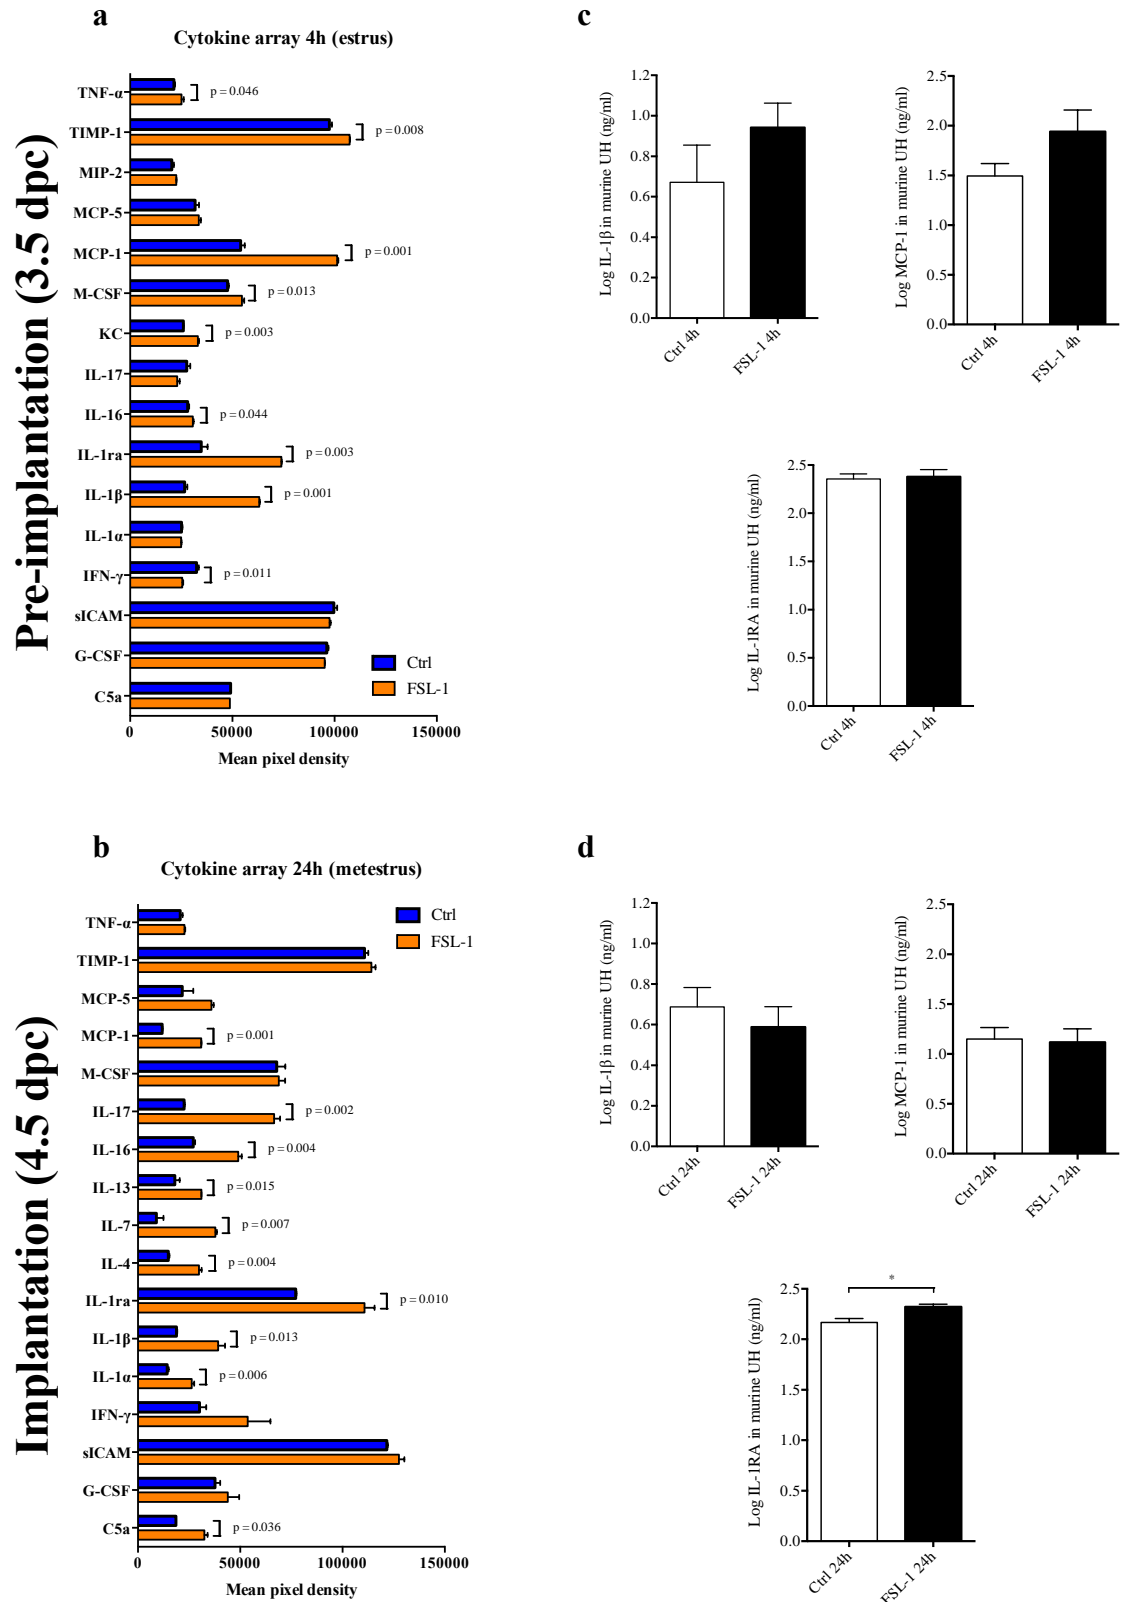 Pre-implantation (3.5 dpc)
a
Cytokine array 4h (estrus)
TNF-α
p = 0.046
TIMP-1
p = 0.008
MIP-2
MCP-5
MCP-1
p = 0.001
M-CSF
p = 0.013
KC
p = 0.003
IL-17
IL-16
p = 0.044
IL-1ra
p = 0.003
IL-1β
p = 0.001
IL-1α
IFN-γ
p = 0.011
sICAM
G-CSF
C5a
Ctrl
FSL-1
0 50000 100000 150000
Mean pixel density
c
Log IL-1β in murine UH (ng/ml)
1.2
1.0
0.8
0.6
0.4
0.2
0.0
Ctrl 4h
FSL-1 4h
Log MCP-1 in murine UH (ng/ml)
2.5
2.0
1.5
1.0
0.5
0.0
Ctrl 4h
FSL-1 4h
Log IL-1RA in murine UH (ng/ml)
2.5
2.0
1.5
1.0
0.5
0.0
Ctrl 4h
FSL-1 4h
Implantation (4.5 dpc)
b
Cytokine array 24h (metestrus)
Ctrl
FSL-1
TNF-α
TIMP-1
MCP-5
MCP-1
p = 0.001
M-CSF
IL-17
p = 0.002
IL-16
p = 0.004
IL-13
p = 0.015
IL-7
p = 0.007
IL-4
p = 0.004
IL-1ra
p = 0.010
IL-1β
p = 0.013
IL-1α
p = 0.006
IFN-γ
sICAM
G-CSF
C5a
p = 0.036
0 50000 100000 150000
Mean pixel density
d
Log IL-1β in murine UH (ng/ml)
1.2
1.0
0.8
0.6
0.4
0.2
0.0
Ctrl 24h
FSL-1 24h
Log MCP-1 in murine UH (ng/ml)
2.5
2.0
1.5
1.0
0.5
0.0
Ctrl 24h
FSL-1 24h
Log IL-1RA in murine UH (ng/ml)
2.5
2.0
1.5
1.0
0.5
0.0
*
Ctrl 24h
FSL-1 24h